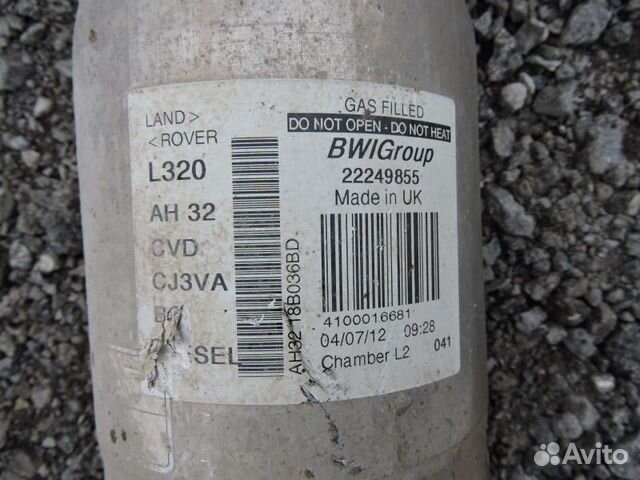 LAND>
<ROVER
L320
AH 32
CVD
CJ3VA
AH32 18B036BD
GAS FILLED
DO NOT OPEN - DO NOT HEAT
BWIGroup
22249855
Made in UK
4100016681
04/07/12 09:28
Chamber L2 041
Avito